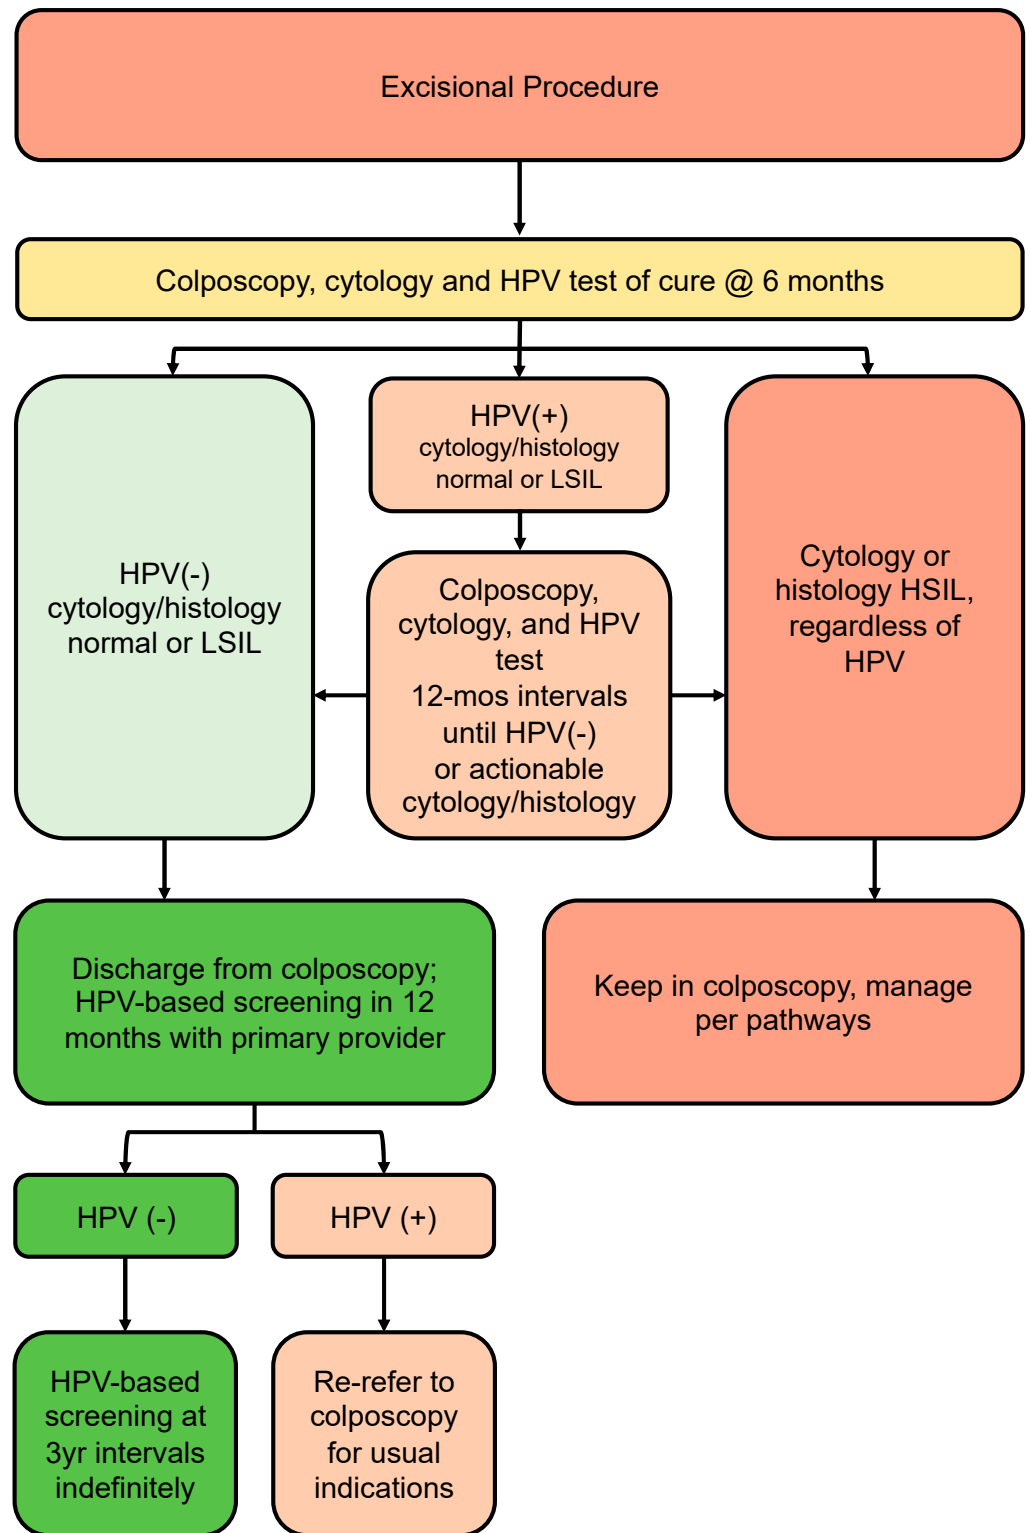 Excisional Procedure
Colposcopy, cytology and HPV test of cure @ 6 months
HPV(-)
cytology/histology
normal or LSIL
HPV(+)
cytology/histology
normal or LSIL
Colposcopy,
cytology, and HPV
test
12-mos intervals
until HPV(-)
or actionable
cytology/histology
Cytology or
histology HSIL,
regardless of
HPV
Discharge from colposcopy;
HPV-based screening in 12
months with primary provider
Keep in colposcopy, manage
per pathways
HPV (-)
HPV (+)
HPV-based
screening at
3yr intervals
indefinitely
Re-refer to
colposcopy
for usual
indications